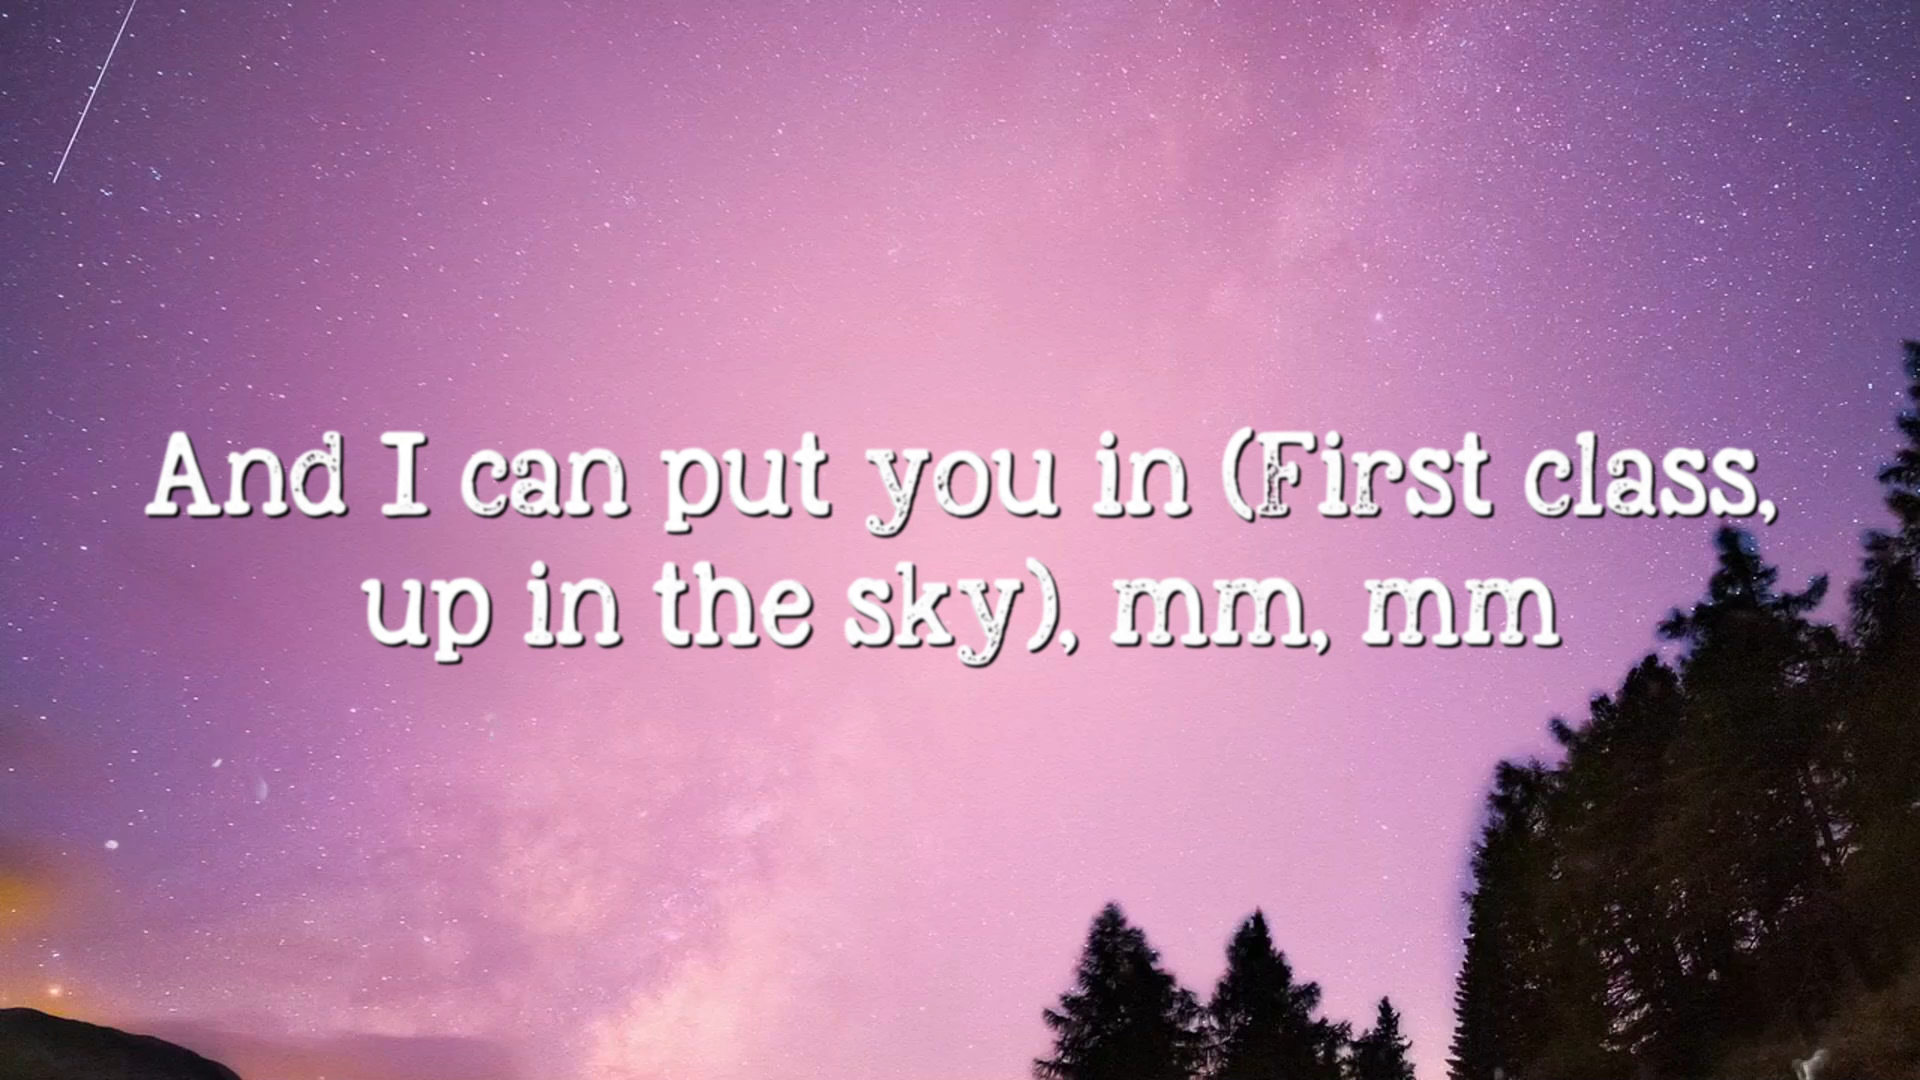 And I can put you in (First class,
up in the sky), mm, mm